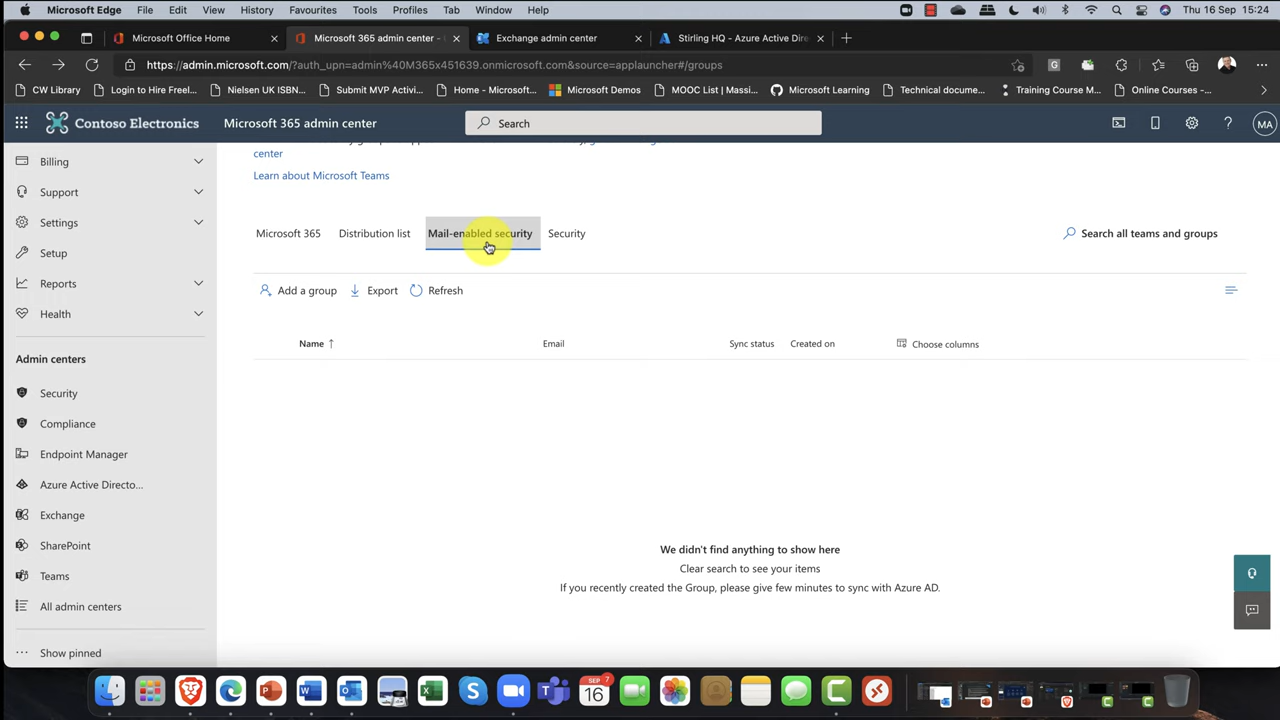 Microsoft Edge File Edit View History Favourites Tools Profiles Tab Window Help Thu 16 Sep 15:24
Microsoft Office Home Microsoft 365 admin center - Exchange admin center Stirling HQ - Azure Active Dire
https://admin.microsoft.com/?auth_upn=admin%40M365x451639.onmicrosoft.com&source=applauncher#/groups
CW Library Login to Hire Freel... Nielsen UK ISBN... Submit MVP Activi... Home - Microsoft... Microsoft Demos MOOC List | Massi... Microsoft Learning Technical docume... Training Course M... Online Courses -...
Contoso Electronics Microsoft 365 admin center Search MA
Billing
Support
Settings
Setup
Reports
Health
Admin centers
Security
Compliance
Endpoint Manager
Azure Active Directo...
Exchange
SharePoint
Teams
All admin centers
Show pinned
center
Learn about Microsoft Teams
Microsoft 365 Distribution list Mail-enabled security Security Search all teams and groups
Add a group Export Refresh
Name ↑ Email Sync status Created on Choose columns
We didn't find anything to show here
Clear search to see your items
If you recently created the Group, please give few minutes to sync with Azure AD.
SEP 7
16